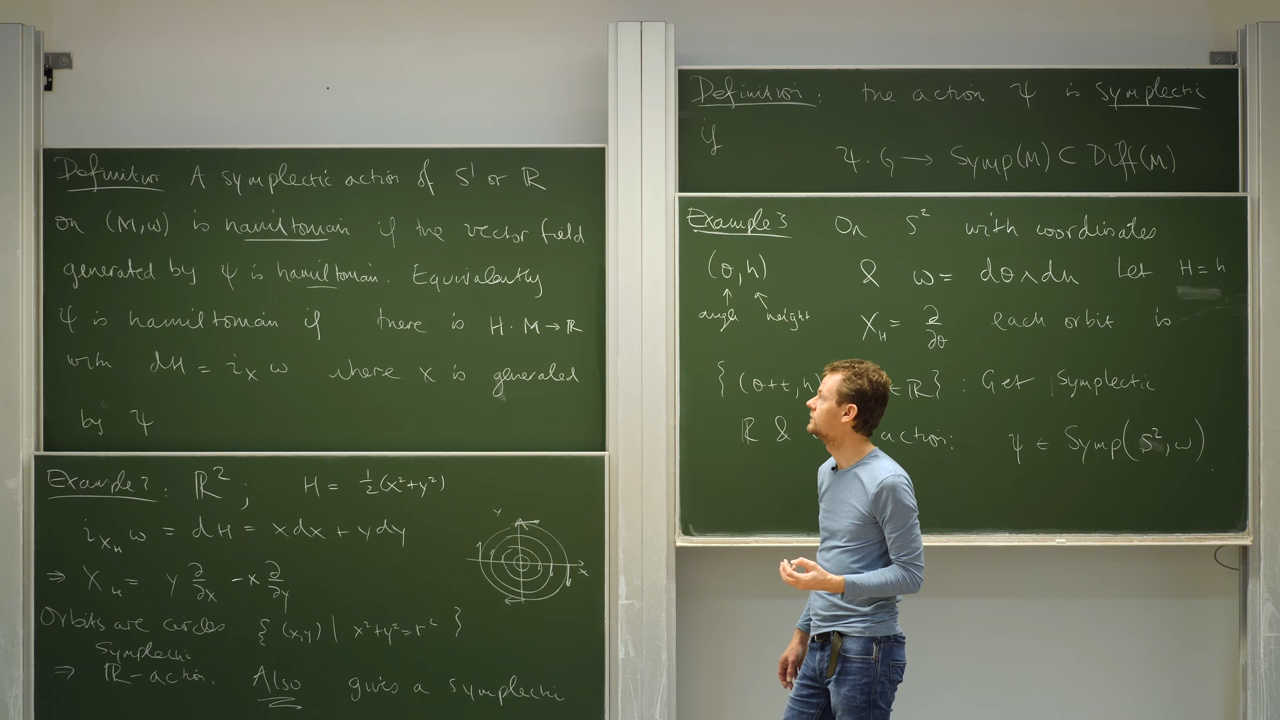 Definition A symplectic action of S¹ or ℝ
on (M,ω) is hamiltonian if the vector field
generated by ψ is hamiltonian. Equivalently
ψ is hamiltonian if there is H: M → ℝ
with dH = i_X ω where X is generated
by ψ
Example 2. ℝ²; H = ½(x²+y²)
i_{X_H} ω = dH = xdx + ydy
⇒ X_H = y ∂/∂x - x ∂/∂y
y
x
Orbits are circles { (x,y) | x²+y²=r² }
symplectic
⇒ ℝ-action. Also gives a symplectic
Definition: the action ψ is symplectic
if ψ: G → Symp(M) ⊂ Diff(M)
Example 3 On S² with coordinates
(θ,h) & ω = dθ∧dh Let H=h
angle height X_H = ∂/∂θ each orbit is
{(θ+t, h) ∈ℝ} : Get symplectic
ℝ & action: ψ ∈ Symp(S², ω).